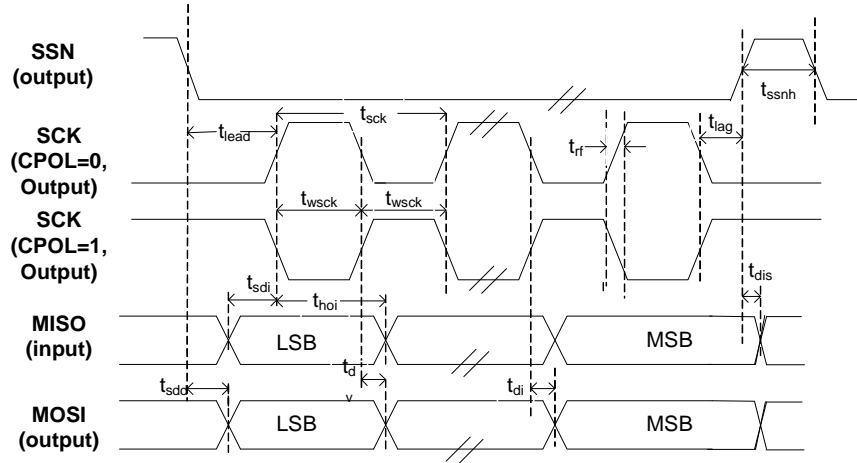 SSN
(output)
t_ssnh
t_sck
t_lead
t_lag
SCK
(CPOL=0,
Output)
t_rf
t_wsck
t_wsck
SCK
(CPOL=1,
Output)
t_sdi
t_hoi
t_dis
MISO
(input)
LSB
MSB
t_sdd
t_d
v
t_di
MOSI
(output)
LSB
MSB